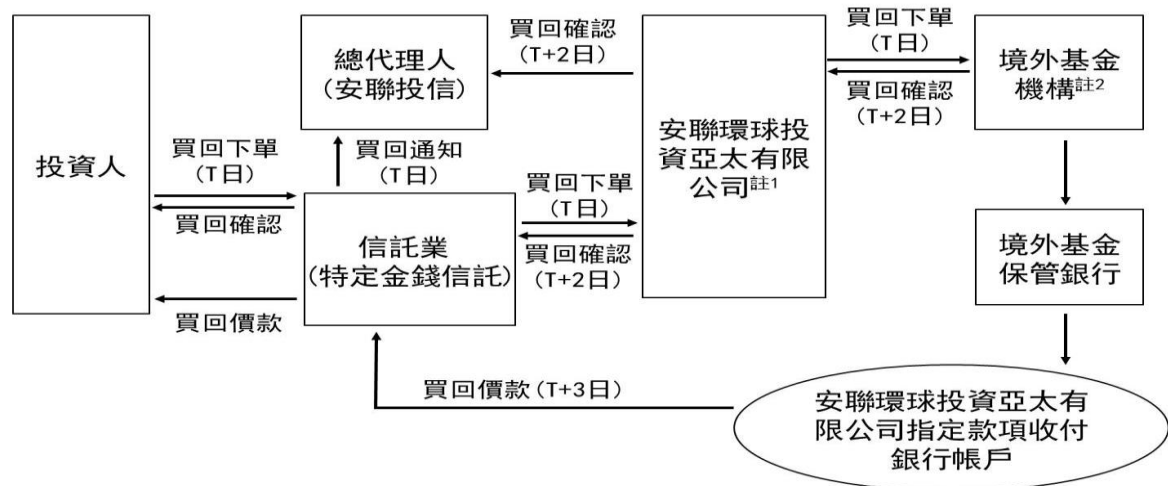 投資人
買回下單
(T日)
買回確認
買回價款
總代理人
(安聯投信)
買回通知
(T日)
信託業
(特定金錢信託)
買回確認
(T+2日)
買回下單
(T日)
買回確認
(T+2日)
安聯環球投
資亞太有限
公司註1
買回下單
(T日)
買回確認
(T+2日)
境外基金
機構註2
境外基金
保管銀行
買回價款(T+3日)
安聯環球投資亞太有
限公司指定款項收付
銀行帳戶